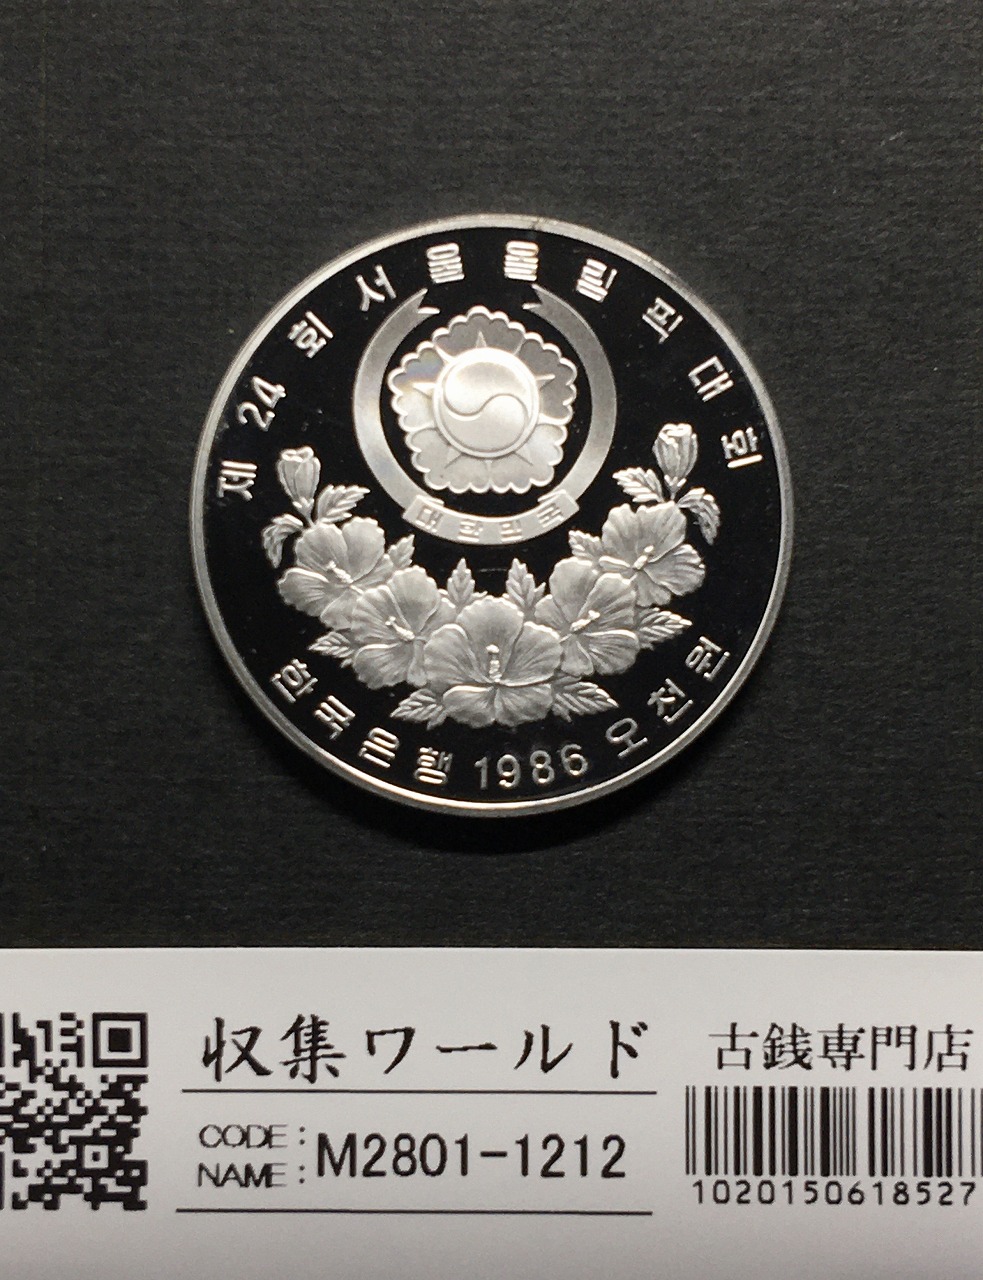 제 24 회 서울올림픽대회
대한민국
한국은행 1986 오천원
収集ワールド
古銭専門店
CODE:
NAME:
M2801-1212
1020150618527